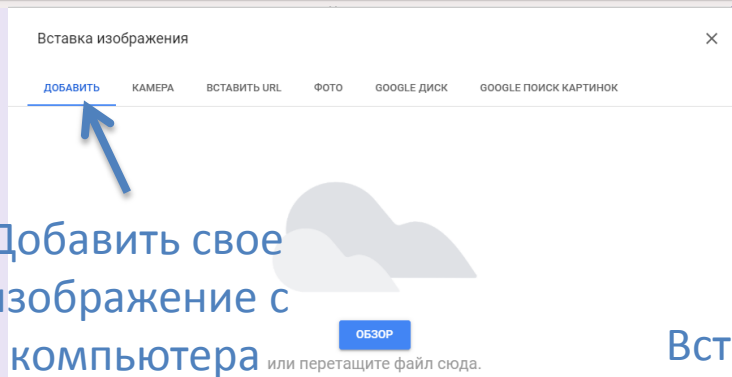 Вставка изображения
ДОБАВИТЬ КАМЕРА ВСТАВИТЬ URL ФОТО GOOGLE ДИСК GOOGLE ПОИСК КАРТИНОК
Добавить свое
изображение с
компьютера
ОБЗОР
или перетащите файл сюда.
Вст